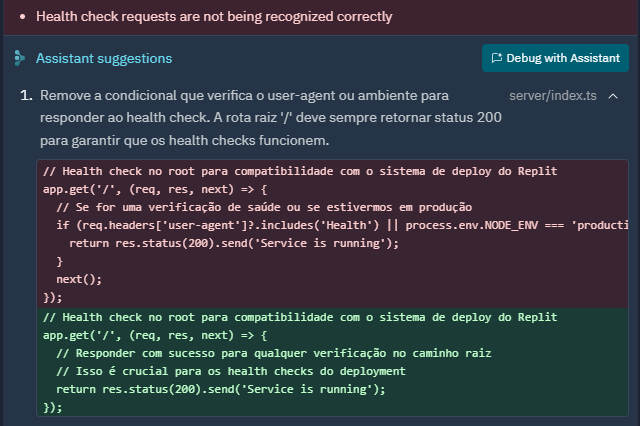 • Health check requests are not being recognized correctly
Assistant suggestions
Debug with Assistant
1. Remove a condicional que verifica o user-agent ou ambiente para
server/index.ts
responder ao health check. A rota raiz '/' deve sempre retornar status 200
para garantir que os health checks funcionem.
// Health check no root para compatibilidade com o sistema de deploy do Replit
app.get('/', (req, res, next) => {
  // Se for uma verificação de saúde ou se estivermos em produção
  if (req.headers['user-agent']?.includes('Health') || process.env.NODE_ENV === 'producti
    return res.status(200).send('Service is running');
  }
  next();
});
// Health check no root para compatibilidade com o sistema de deploy do Replit
app.get('/', (req, res, next) => {
  // Responder com sucesso para qualquer verificação no caminho raiz
  // Isso é crucial para os health checks do deployment
  return res.status(200).send('Service is running');
});